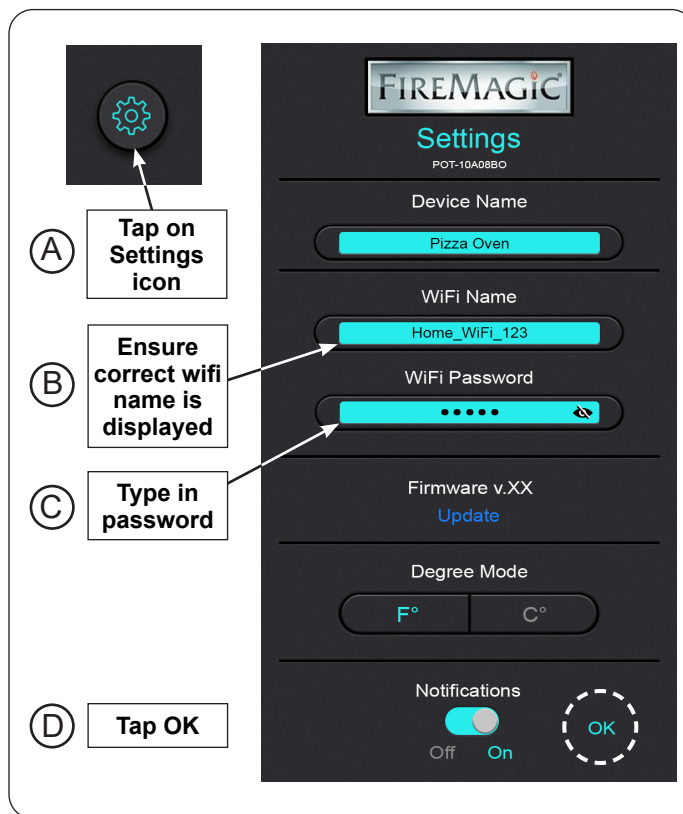 A
Tap on
Settings
icon
B
Ensure
correct wifi
name is
displayed
C
Type in
password
D
Tap OK
FIREMAGIC
Settings
POT-10A08BO
Device Name
Pizza Oven
WiFi Name
Home_WiFi_123
WiFi Password
•••••
Firmware v.XX
Update
Degree Mode
F° C°
Notifications
Off On
OK